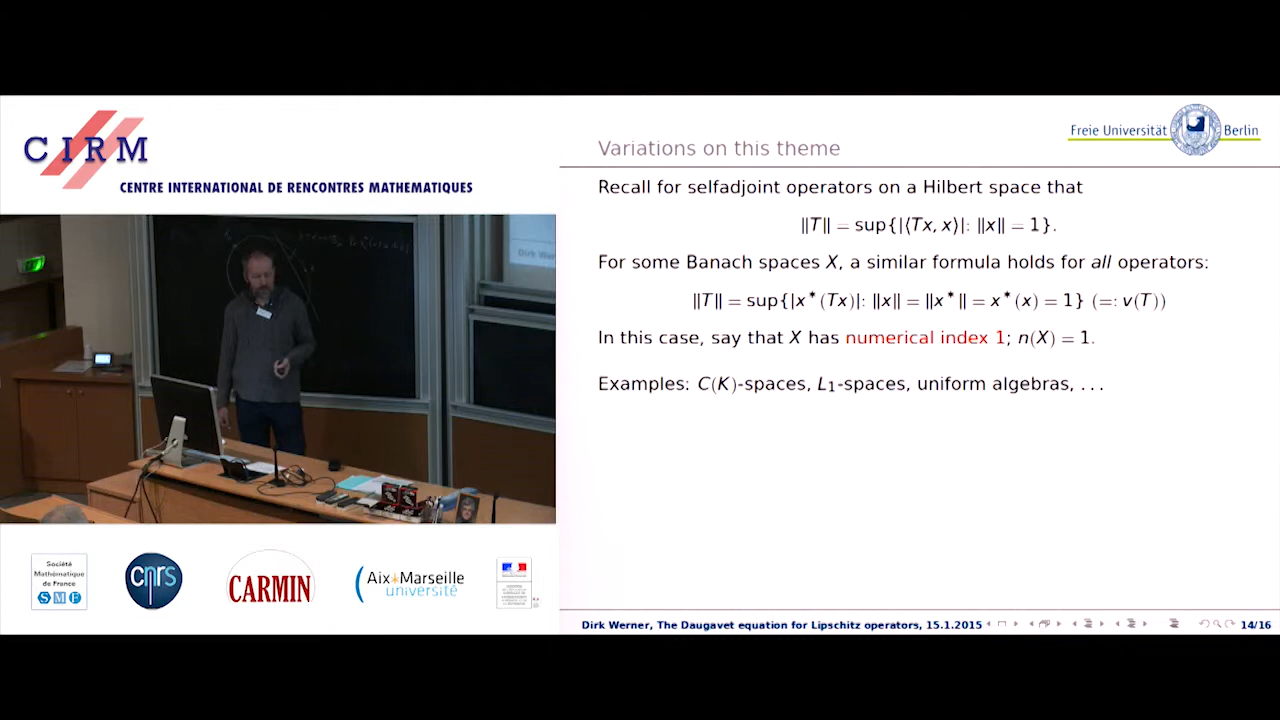 CIRM
CENTRE INTERNATIONAL DE RENCONTRES MATHEMATIQUES
Freie Universität Berlin
Variations on this theme
Recall for selfadjoint operators on a Hilbert space that
‖T‖ = sup{|⟨Tx, x⟩|: ‖x‖ = 1}.
For some Banach spaces X, a similar formula holds for all operators:
‖T‖ = sup{|x*(Tx)|: ‖x‖ = ‖x*‖ = x*(x) = 1} (=: v(T))
In this case, say that X has numerical index 1; n(X) = 1.
Examples: C(K)-spaces, L₁-spaces, uniform algebras, . . .
Société
Mathématique
de France
SMF
cnrs
CARMIN
Aix*Marseille
université
Dirk Werner, The Daugavet equation for Lipschitz operators, 15.1.2015
14/16